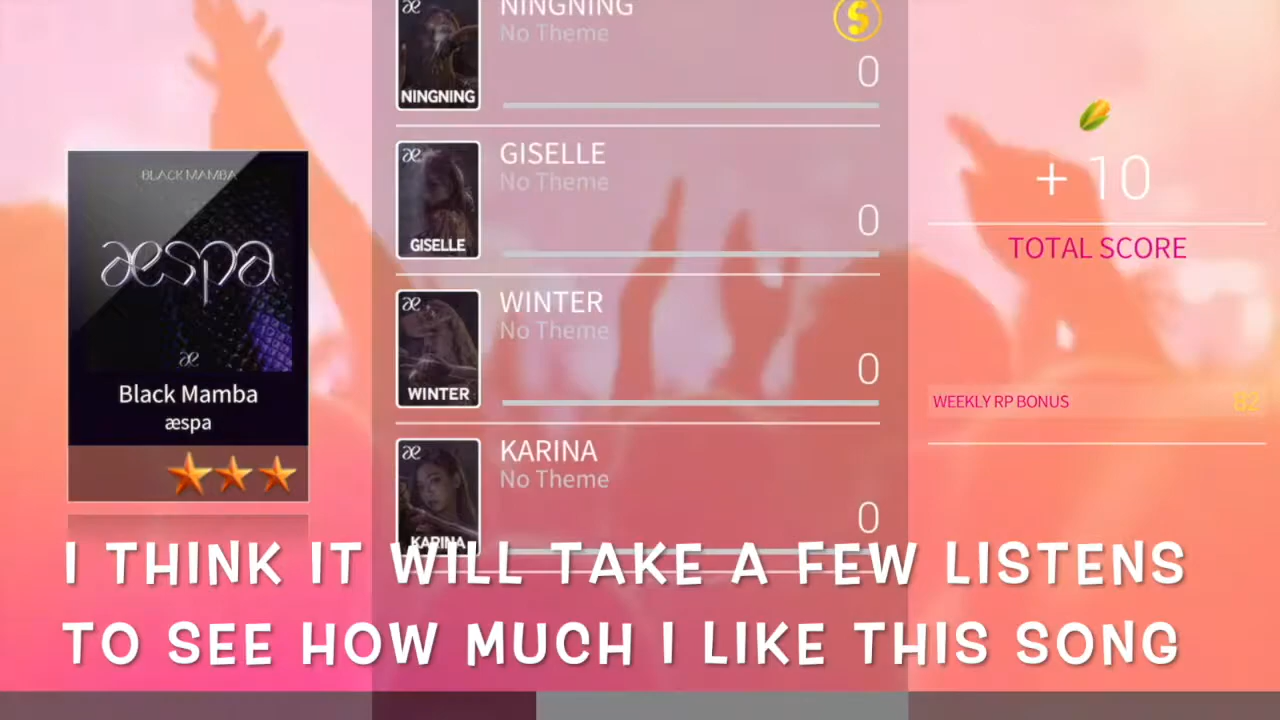 BLACK MAMBA
æspa
æ
Black Mamba
æspa
æ
NINGNING
NINGNING
No Theme
$
0
æ
GISELLE
GISELLE
No Theme
0
æ
WINTER
WINTER
No Theme
0
æ
KARINA
KARINA
No Theme
0
+ 10
TOTAL SCORE
WEEKLY RP BONUS 82
I THINK IT WILL TAKE A FEW LISTENS
TO SEE HOW MUCH I LIKE THIS SONG